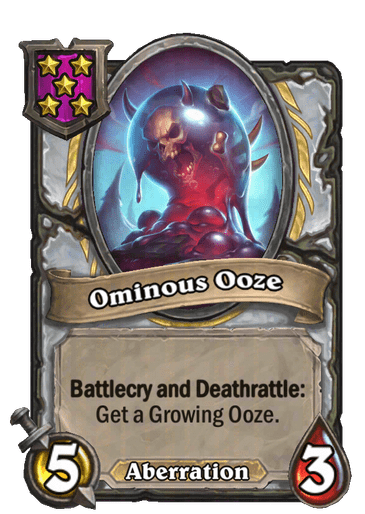 Ominous Ooze
Battlecry and Deathrattle:
Get a Growing Ooze.
5
Aberration
3